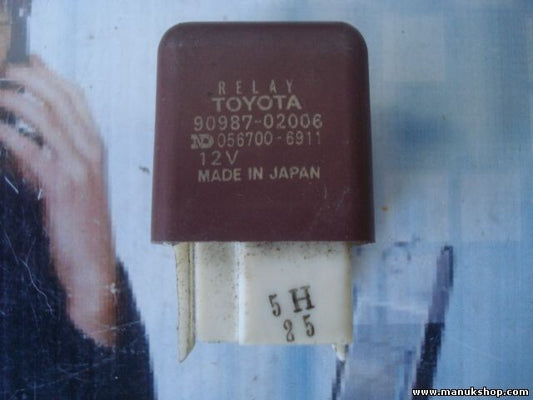 RELAY
TOYOTA
90987-02006
ND 056700-6911
12V
MADE IN JAPAN
5H
25
www.manukshop.com